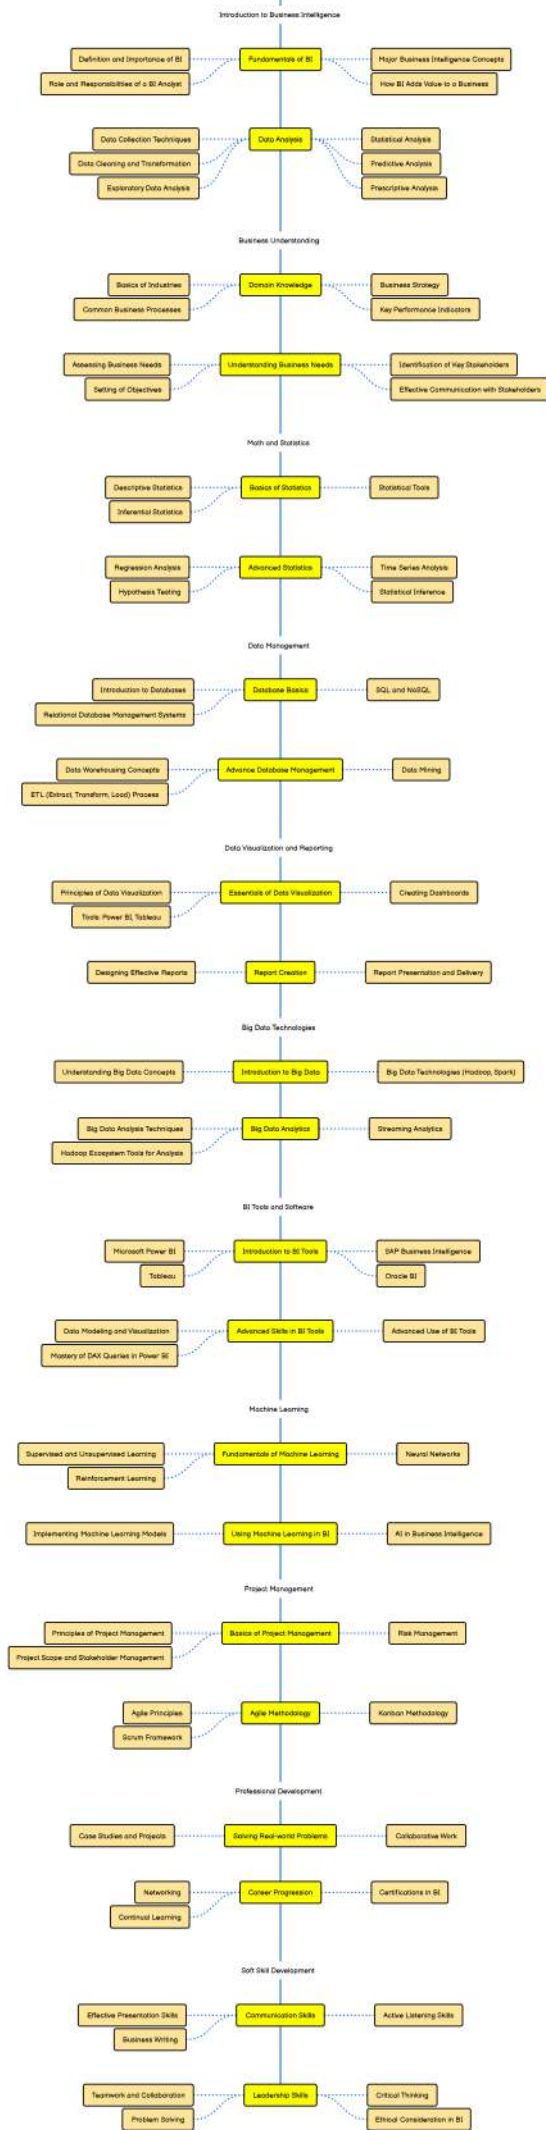 Introduction to Business Intelligence
Definition and Importance of BI
Fundamentals of BI
Major Business Intelligence Concepts
Role and Responsibilities of a BI Analyst
How BI Adds Value to a Business
Data Collection Techniques
Data Analysis
Statistical Analysis
Data Cleaning and Transformation
Predictive Analysis
Exploratory Data Analysis
Prescriptive Analysis
Business Understanding
Basics of Industries
Domain Knowledge
Business Strategy
Common Business Processes
Key Performance Indicators
Assessing Business Needs
Understanding Business Needs
Identification of Key Stakeholders
Setting of Objectives
Effective Communication with Stakeholders
Math and Statistics
Descriptive Statistics
Basics of Statistics
Statistical Tools
Inferential Statistics
Regression Analysis
Advanced Statistics
Time Series Analysis
Hypothesis Testing
Statistical Inference
Data Management
Introduction to Databases
Database Basics
SQL and NoSQL
Relational Database Management Systems
Data Warehousing Concepts
Advance Database Management
Data Mining
ETL (Extract, Transform, Load) Process
Data Visualization and Reporting
Principles of Data Visualization
Essentials of Data Visualization
Creating Dashboards
Tools: Power BI, Tableau
Designing Effective Reports
Report Creation
Report Presentation and Delivery
Big Data Technologies
Understanding Big Data Concepts
Introduction to Big Data
Big Data Technologies (Hadoop, Spark)
Big Data Analysis Techniques
Big Data Analytics
Streaming Analytics
Hadoop Ecosystem Tools for Analysis
BI Tools and Software
Microsoft Power BI
Introduction to BI Tools
SAP Business Intelligence
Tableau
Oracle BI
Data Modeling and Visualization
Advanced Skills in BI Tools
Advanced Use of BI Tools
Mastery of DAX Queries in Power BI
Machine Learning
Supervised and Unsupervised Learning
Fundamentals of Machine Learning
Neural Networks
Reinforcement Learning
Implementing Machine Learning Models
Using Machine Learning in BI
AI in Business Intelligence
Project Management
Principles of Project Management
Basics of Project Management
Risk Management
Project Scope and Stakeholder Management
Agile Principles
Agile Methodology
Kanban Methodology
Scrum Framework
Professional Development
Case Studies and Projects
Solving Real-world Problems
Collaborative Work
Networking
Career Progression
Certifications in BI
Continual Learning
Soft Skill Development
Effective Presentation Skills
Communication Skills
Active Listening Skills
Business Writing
Teamwork and Collaboration
Leadership Skills
Critical Thinking
Problem Solving
Ethical Consideration in BI